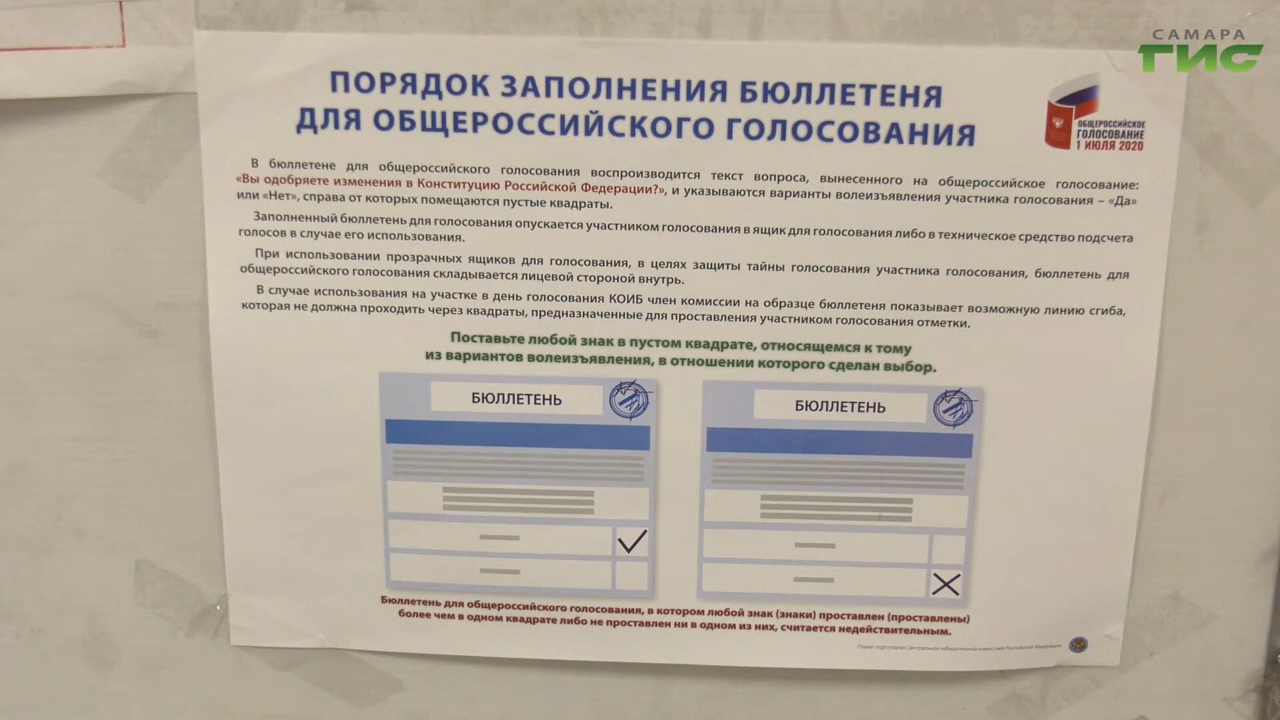 САМАРА
ГИС
ПОРЯДОК ЗАПОЛНЕНИЯ БЮЛЛЕТЕНЯ
ДЛЯ ОБЩЕРОССИЙСКОГО ГОЛОСОВАНИЯ
ОБЩЕРОССИЙСКОЕ
ГОЛОСОВАНИЕ
1 ИЮЛЯ 2020
В бюллетене для общероссийского голосования воспроизводится текст вопроса, вынесенного на общероссийское голосование:
«Вы одобряете изменения в Конституцию Российской Федерации?», и указываются варианты волеизъявления участника голосования – «Да»
или «Нет», справа от которых помещаются пустые квадраты.
Заполненный бюллетень для голосования опускается участником голосования в ящик для голосования либо в техническое средство подсчета
голосов в случае его использования.
При использовании прозрачных ящиков для голосования, в целях защиты тайны голосования участника голосования, бюллетень для
общероссийского голосования складывается лицевой стороной внутрь.
В случае использования на участке в день голосования КОИБ член комиссии на образце бюллетеня показывает возможную линию сгиба,
которая не должна проходить через квадраты, предназначенные для проставления участником голосования отметки.
Поставьте любой знак в пустом квадрате, относящемся к тому
из вариантов волеизъявления, в отношении которого сделан выбор.
БЮЛЛЕТЕНЬ
БЮЛЛЕТЕНЬ
Бюллетень для общероссийского голосования, в котором любой знак (знаки) проставлен (проставлены)
более чем в одном квадрате либо не проставлен ни в одном из них, считается недействительным.
Плакат подготовлен Центральной избирательной комиссией Российской Федерации